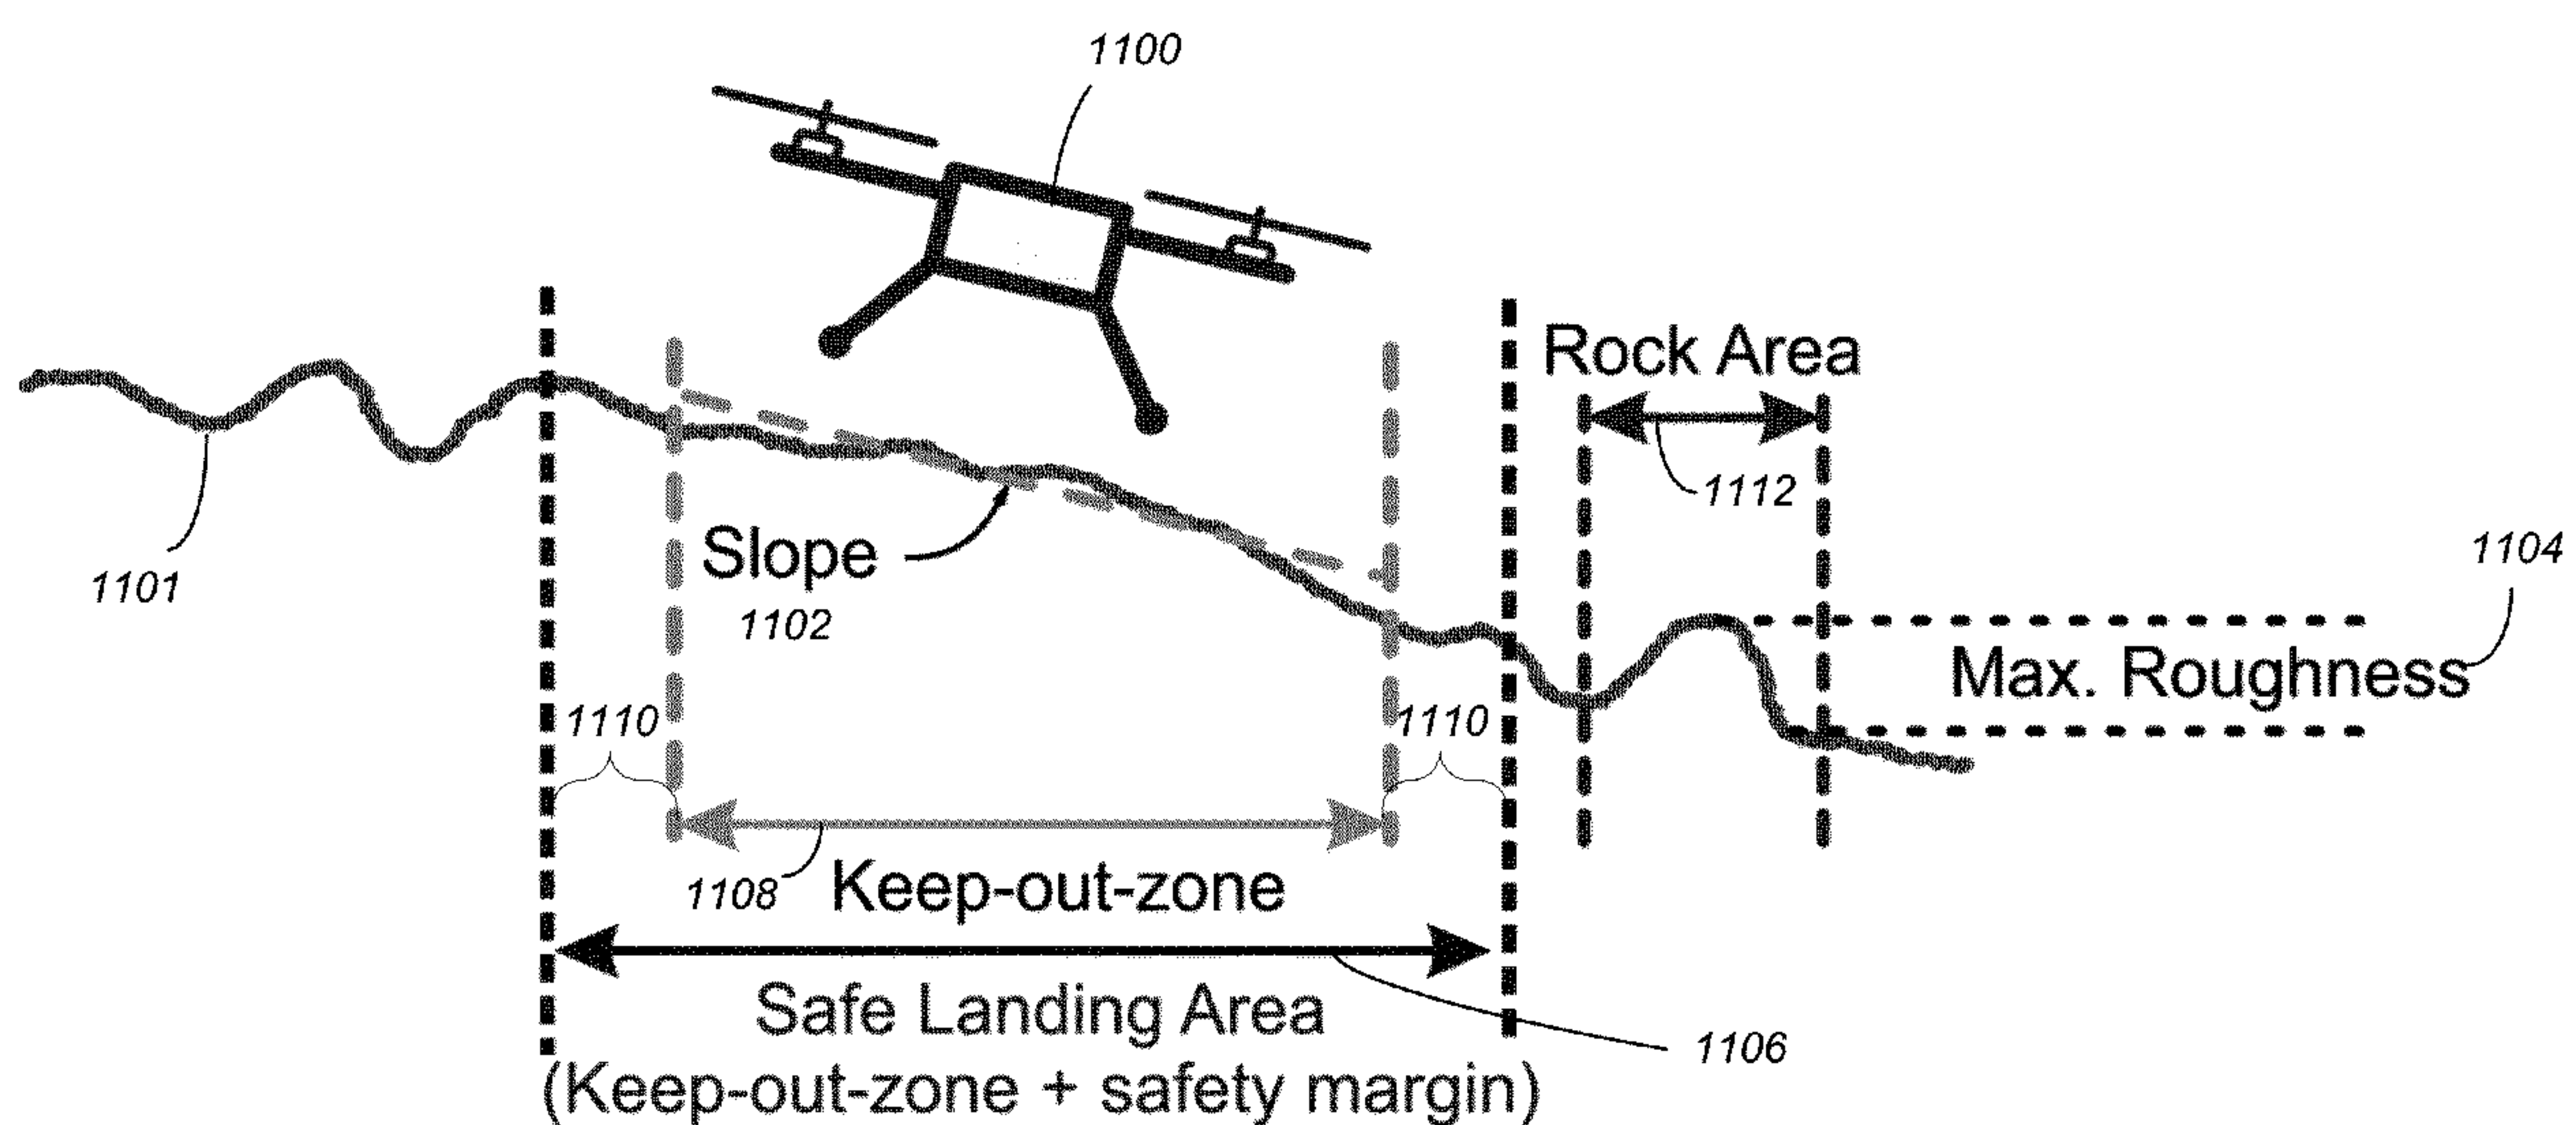 1100
Rock Area
1112
1104
1101
Slope
1102
Max. Roughness
1110
1110
1108
Keep-out-zone
Safe Landing Area
1106
(Keep-out-zone + safety margin)